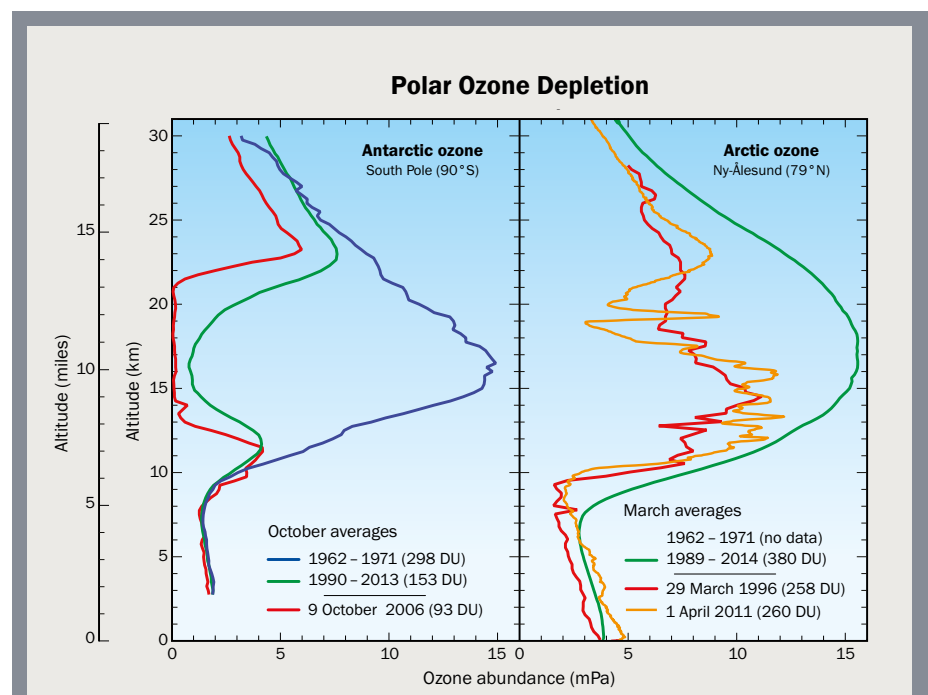 Polar Ozone Depletion
Antarctic ozone
South Pole (90°S)
Arctic ozone
Ny-Ålesund (79°N)
Altitude (miles)
15
10
5
0
Altitude (km)
30
25
20
15
10
5
0
October averages
1962 – 1971 (298 DU)
1990 – 2013 (153 DU)
9 October 2006 (93 DU)
March averages
1962 – 1971 (no data)
1989 – 2014 (380 DU)
29 March 1996 (258 DU)
1 April 2011 (260 DU)
0 5 10 15 0 5 10 15
Ozone abundance (mPa)